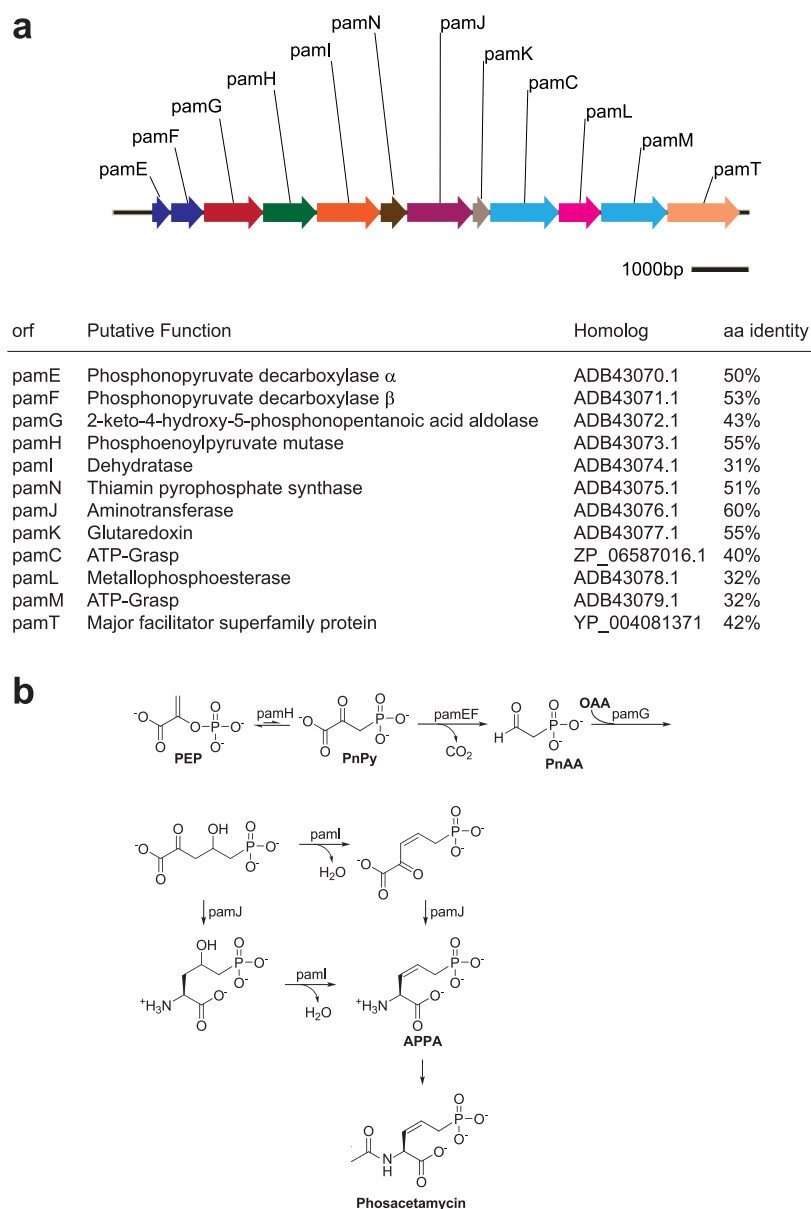 a
pamN
pamJ
pamI
pamK
pamH
pamC
pamG
pamL
pamF
pamM
pamE
pamT
1000bp
orf Putative Function Homolog aa identity
pamE Phosphonopyruvate decarboxylase α ADB43070.1 50%
pamF Phosphonopyruvate decarboxylase β ADB43071.1 53%
pamG 2-keto-4-hydroxy-5-phosphonopentanoic acid aldolase ADB43072.1 43%
pamH Phosphoenoylpyruvate mutase ADB43073.1 55%
pamI Dehydratase ADB43074.1 31%
pamN Thiamin pyrophosphate synthase ADB43075.1 51%
pamJ Aminotransferase ADB43076.1 60%
pamK Glutaredoxin ADB43077.1 55%
pamC ATP-Grasp ZP_06587016.1 40%
pamL Metallophosphoesterase ADB43078.1 32%
pamM ATP-Grasp ADB43079.1 32%
pamT Major facilitator superfamily protein YP_004081371 42%
b
-O O O O P O- O- pamH -O O O O P O- O- pamEF CO2 O H O P O- O- OAA pamG
PEP PnPy PnAA
-O O O OH O P O- O- pamI H2O -O O O O P O- O-
pamJ pamJ
OH O P O- O- +H3N O- O pamI H2O O P O- O- +H3N O- O
APPA
O P O- O- O N H O- O
Phosacetamycin